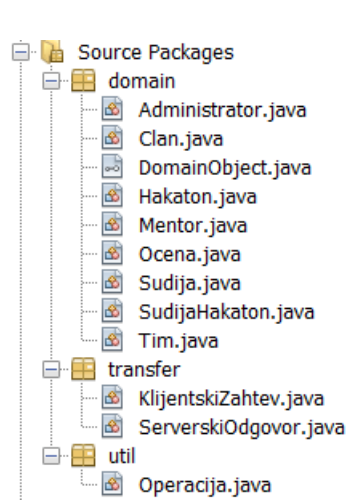 Source Packages
domain
Administrator.java
Clan.java
DomainObject.java
Hakaton.java
Mentor.java
Ocena.java
Sudija.java
SudijaHakaton.java
Tim.java
transfer
KlijentskiZahtev.java
ServerskiOdgovor.java
util
Operacija.java